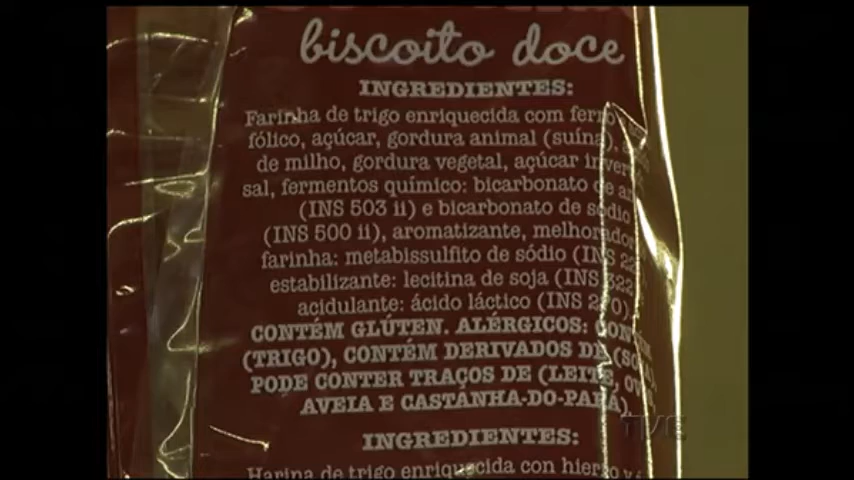 biscoito doce
INGREDIENTES:
Farinha de trigo enriquecida com ferro
fólico, açúcar, gordura animal (suína),
de milho, gordura vegetal, açúcar
sal, fermentos químico: bicarbonato de
(INS 503 ii) e bicarbonato de sódio
(INS 500 ii), aromatizante,
farinha: metabissulfito de sódio (INS
estabilizante: lecitina de soja (INS 322)
acidulante: ácido láctico (INS 270)
CONTÉM GLÚTEN. ALÉRGICOS:
(TRIGO), CONTÉM DERIVADOS DE
PODE CONTER TRAÇOS DE (LEITE,
AVEIA E CASTANHA-DO-PARÁ)
INGREDIENTES:
Harina de trigo enriquecida con hierro y
TVE